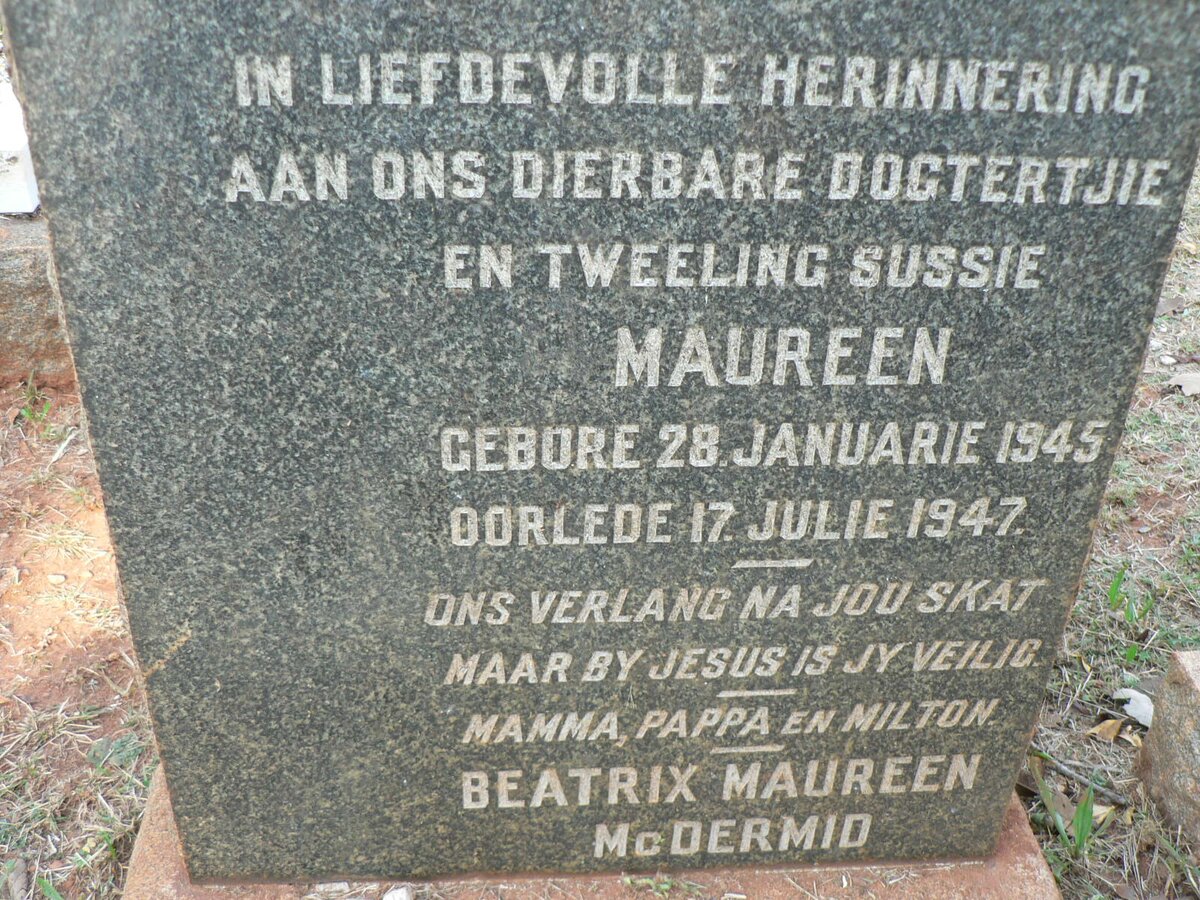 IN LIEFDEVOLLE HERINNERING
AAN ONS DIERBARE DOGTERTJIE
EN TWEELING SUSSIE
MAUREEN
GEBORE 28. JANUARIE 1945
OORLEDE 17. JULIE 1947.
ONS VERLANG NA JOU SKAT
MAAR BY JESUS IS JY VEILIG.
MAMMA, PAPPA EN MILTON.
BEATRIX MAUREEN
McDERMID